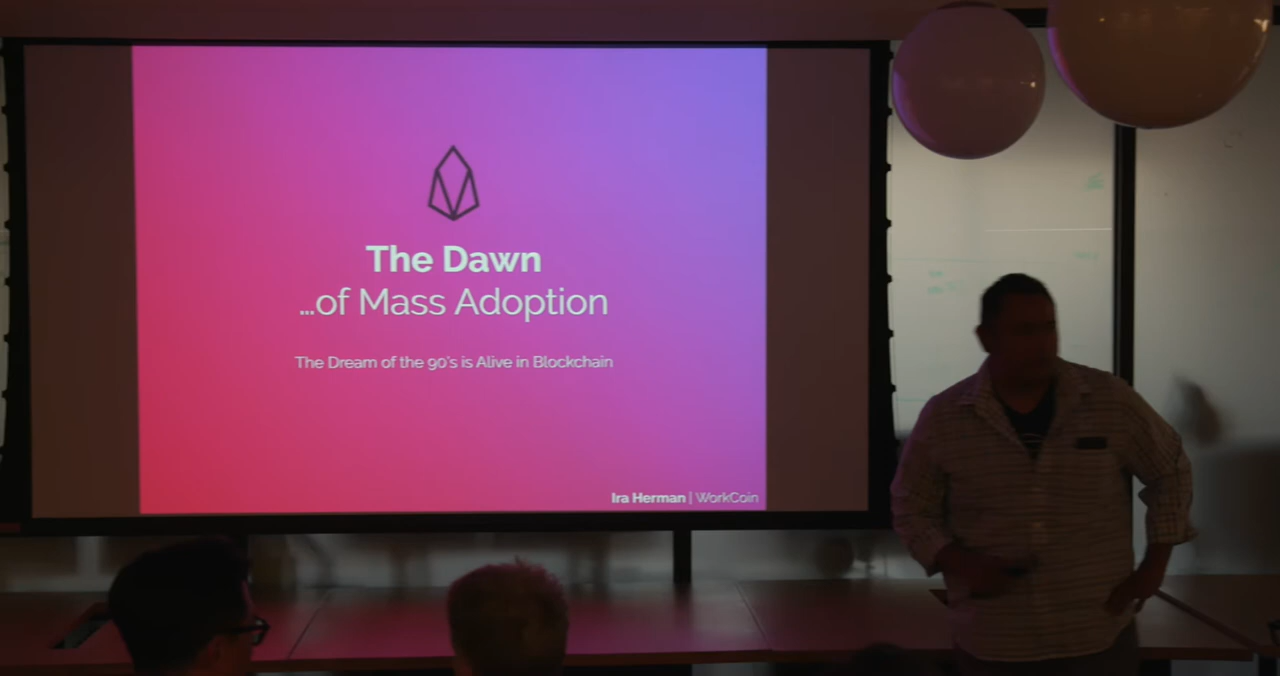 The Dawn
...of Mass Adoption
The Dream of the 90's is Alive in Blockchain
Ira Herman | WorkCoin